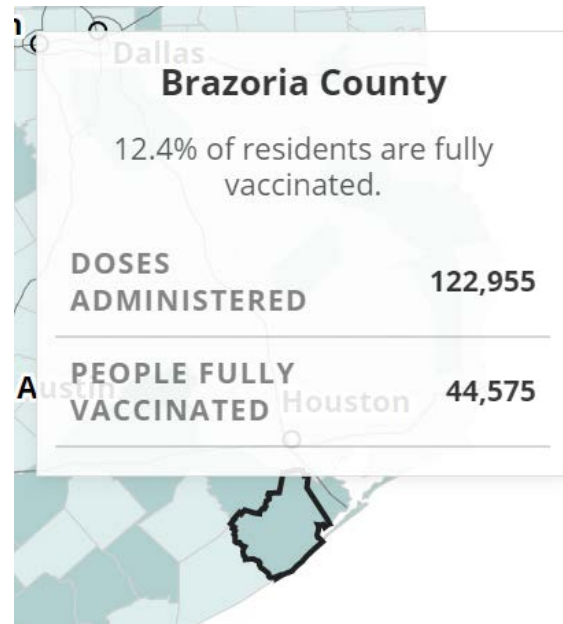 Dallas
Brazoria County
12.4% of residents are fully
vaccinated.
DOSES
ADMINISTERED
122,955
PEOPLE FULLY
VACCINATED
44,575
Austin
Houston